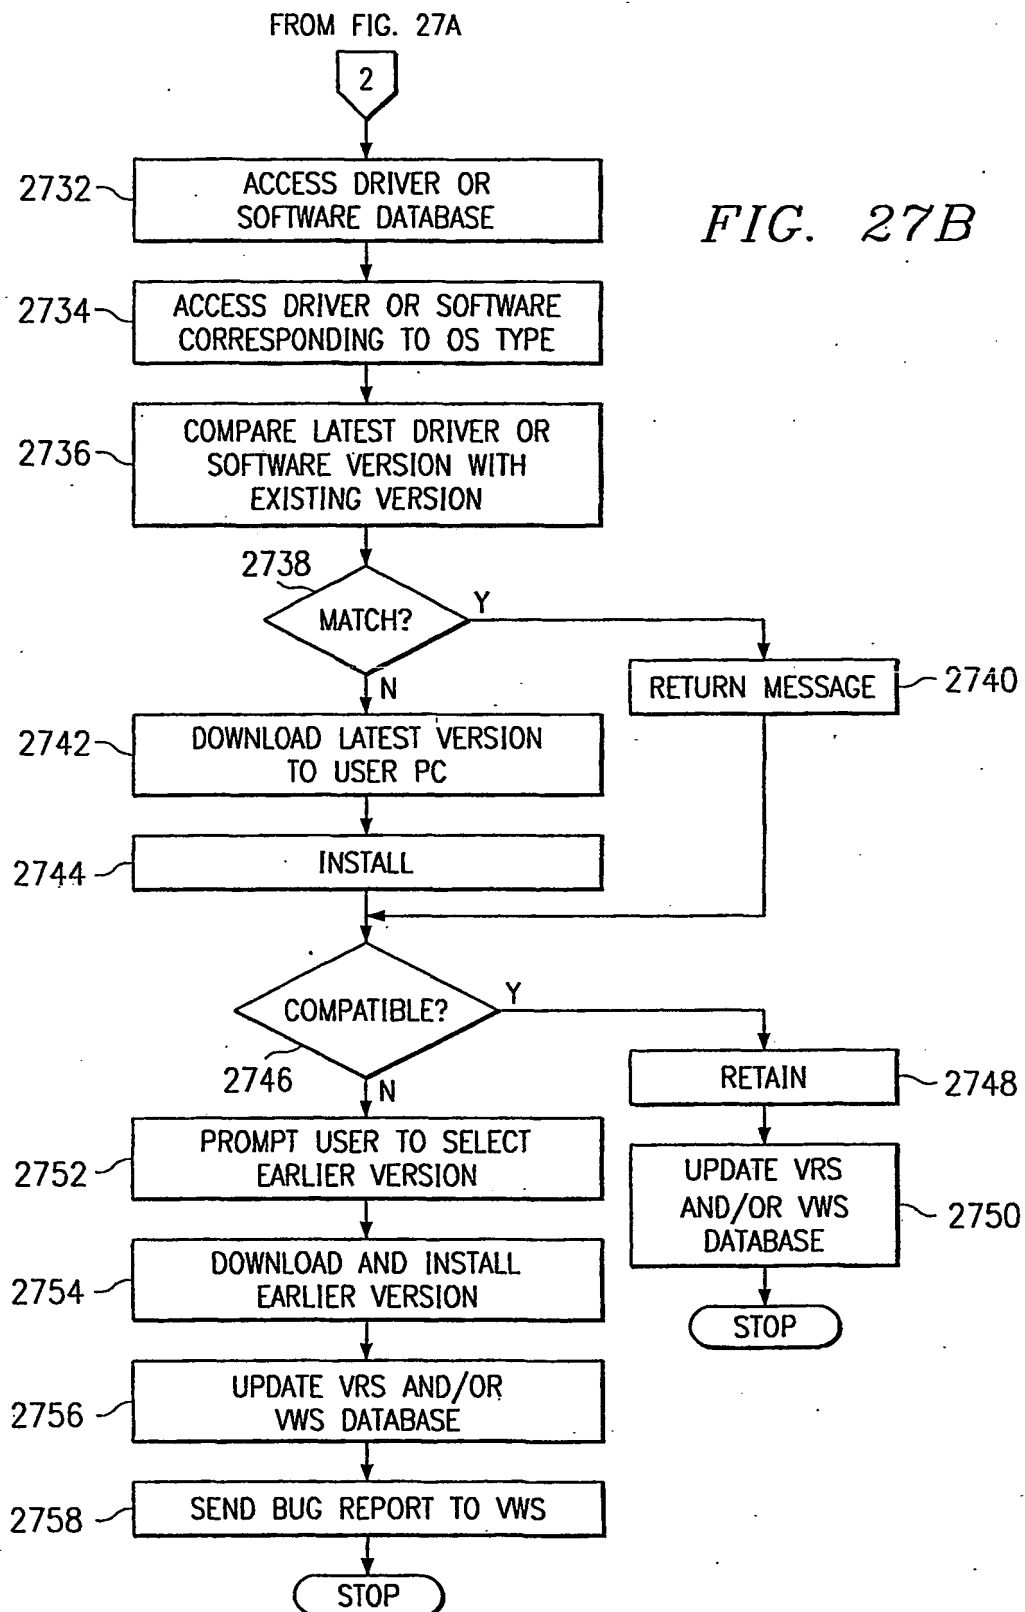 FROM FIG. 27A
2
2732
ACCESS DRIVER OR
SOFTWARE DATABASE
FIG. 27B
2734
ACCESS DRIVER OR SOFTWARE
CORRESPONDING TO OS TYPE
2736
COMPARE LATEST DRIVER OR
SOFTWARE VERSION WITH
EXISTING VERSION
2738
MATCH?
Y
N
RETURN MESSAGE
2740
2742
DOWNLOAD LATEST VERSION
TO USER PC
2744
INSTALL
COMPATIBLE?
Y
2746
N
RETAIN
2748
2752
PROMPT USER TO SELECT
EARLIER VERSION
UPDATE VRS
AND/OR VWS
DATABASE
2750
2754
DOWNLOAD AND INSTALL
EARLIER VERSION
STOP
2756
UPDATE VRS AND/OR
VWS DATABASE
2758
SEND BUG REPORT TO VWS
STOP